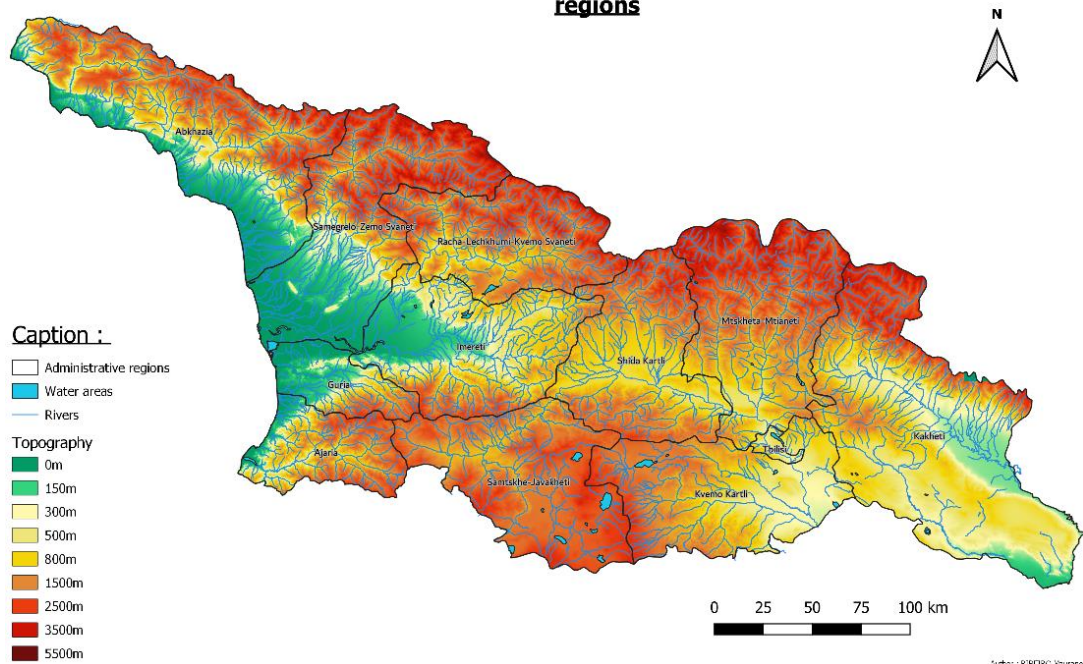 regions
N
Abkhazia
Samegrelo-Zemo Svaneti
Racha-Lechkhumi-Kvemo Svaneti
Mtskheta-Mtianeti
Imereti
Shida Kartli
Guria
Kakheti
Tbilisi
Ajaria
Samtskhe-Javakheti
Kvemo Kartli
Caption :
Administrative regions
Water areas
Rivers
Topography
0m
150m
300m
500m
800m
1500m
2500m
3500m
5500m
0 25 50 75 100 km